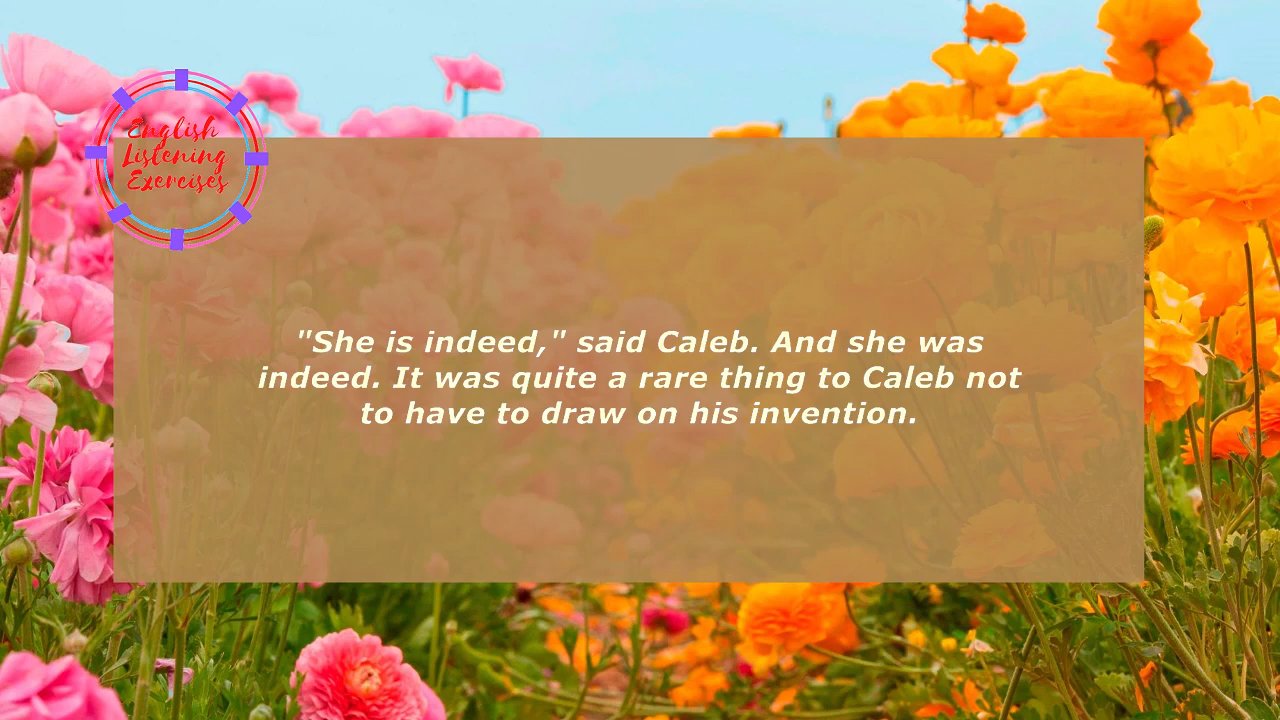 English
Listening
Exercises
"She is indeed," said Caleb. And she was
indeed. It was quite a rare thing to Caleb not
to have to draw on his invention.